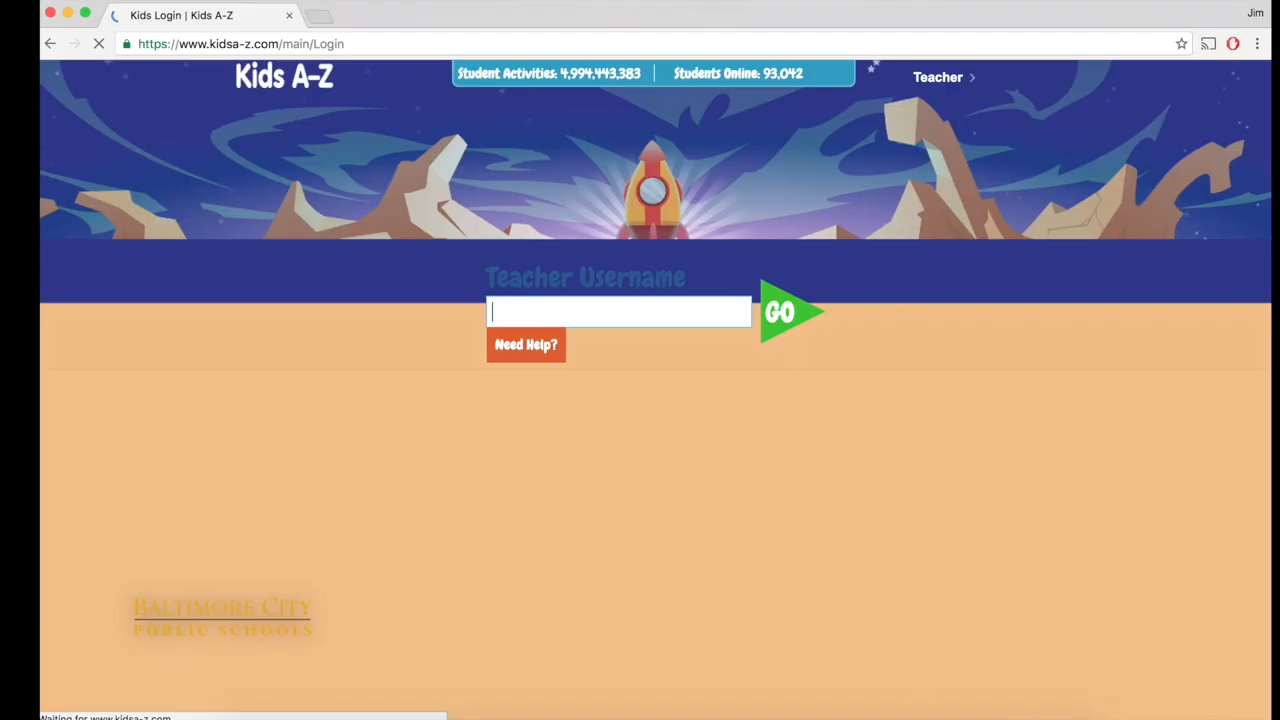 Kids Login | Kids A-Z
Jim
https://www.kidsa-z.com/main/Login
Kids A-Z
Student Activities: 4,994,443,383
Students Online: 93,042
Teacher >
Teacher Username
GO
Need Help?
BALTIMORE CITY
PUBLIC SCHOOLS
Waiting for www.kidsa-z.com